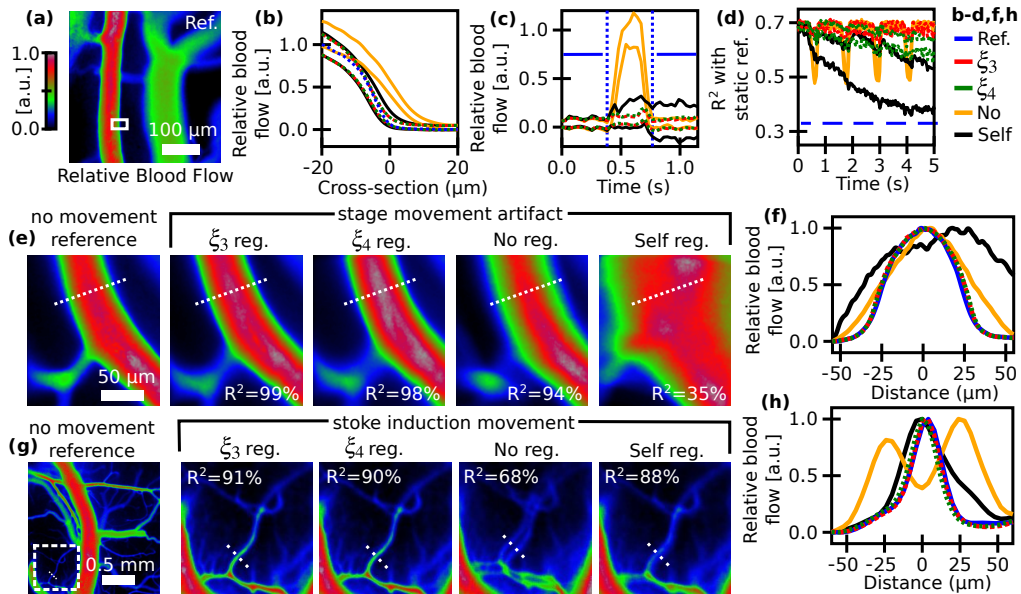 (a)
1.0
0.5
0.0
[a.u.]
Ref.
100 µm
Relative Blood Flow
(b)
Relative blood
flow [a.u.]
1.0
0.5
0.0
−20
0
20
Cross-section (µm)
(c)
Relative blood
flow [a.u.]
1.0
0.5
0.0
0.0
0.5
1.0
Time (s)
(d)
R² with
static ref.
0.7
0.5
0.3
0
1
2
3
4
5
Time (s)
b-d,f,h
Ref.
ξ₃
ξ₄
No
Self
(e)
no movement
reference
stage movement artifact
ξ₃ reg.
ξ₄ reg.
No reg.
Self reg.
50 µm
R²=99%
R²=98%
R²=94%
R²=35%
(f)
Relative blood
flow [a.u.]
1.0
0.5
0.0
−50
−25
0
25
50
Distance (µm)
(g)
no movement
reference
stoke induction movement
ξ₃ reg.
ξ₄ reg.
No reg.
Self reg.
R²=91%
R²=90%
R²=68%
R²=88%
0.5 mm
(h)
Relative blood
flow [a.u.]
1.0
0.5
0.0
−50
−25
0
25
50
Distance (µm)